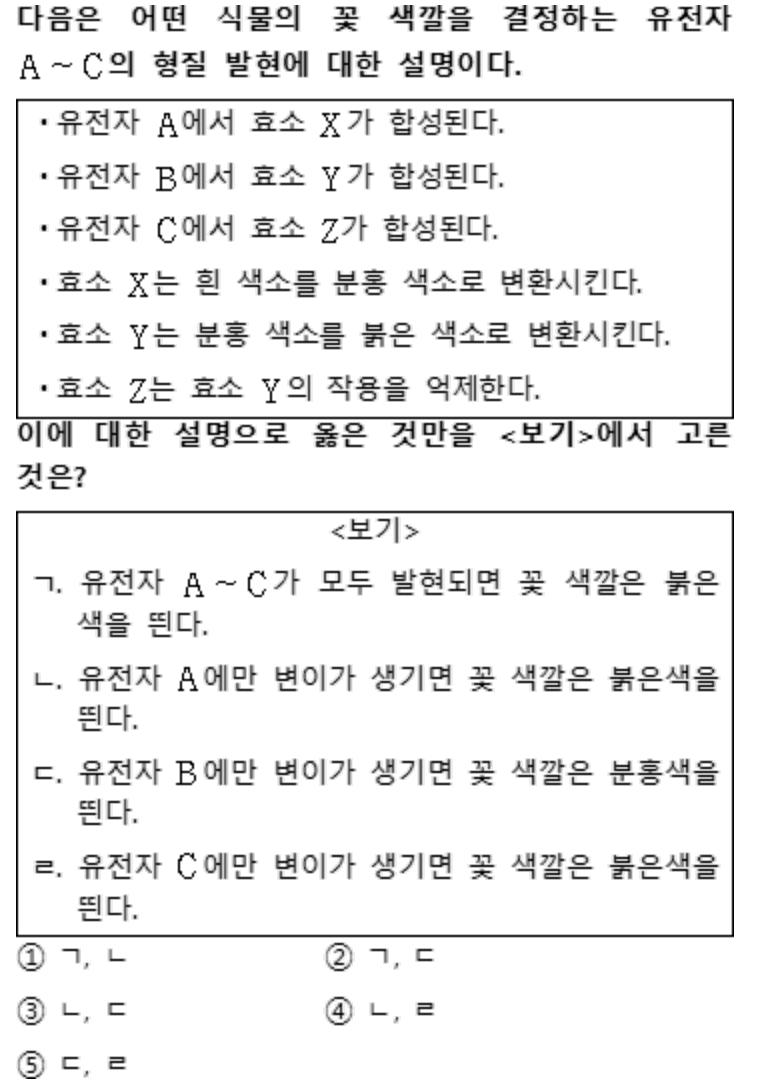 다음은 어떤 식물의 꽃 색깔을 결정하는 유전자
A ~ C의 형질 발현에 대한 설명이다.
・유전자 A에서 효소 X가 합성된다.
・유전자 B에서 효소 Y가 합성된다.
・유전자 C에서 효소 Z가 합성된다.
・효소 X는 흰 색소를 분홍 색소로 변환시킨다.
・효소 Y는 분홍 색소를 붉은 색소로 변환시킨다.
・효소 Z는 효소 Y의 작용을 억제한다.
이에 대한 설명으로 옳은 것만을 <보기>에서 고른
것은?
<보기>
ㄱ. 유전자 A ~ C가 모두 발현되면 꽃 색깔은 붉은
색을 띈다.
ㄴ. 유전자 A에만 변이가 생기면 꽃 색깔은 붉은색을
띈다.
ㄷ. 유전자 B에만 변이가 생기면 꽃 색깔은 분홍색을
띈다.
ㄹ. 유전자 C에만 변이가 생기면 꽃 색깔은 붉은색을
띈다.
① ㄱ, ㄴ ② ㄱ, ㄷ
③ ㄴ, ㄷ ④ ㄴ, ㄹ
⑤ ㄷ, ㄹ